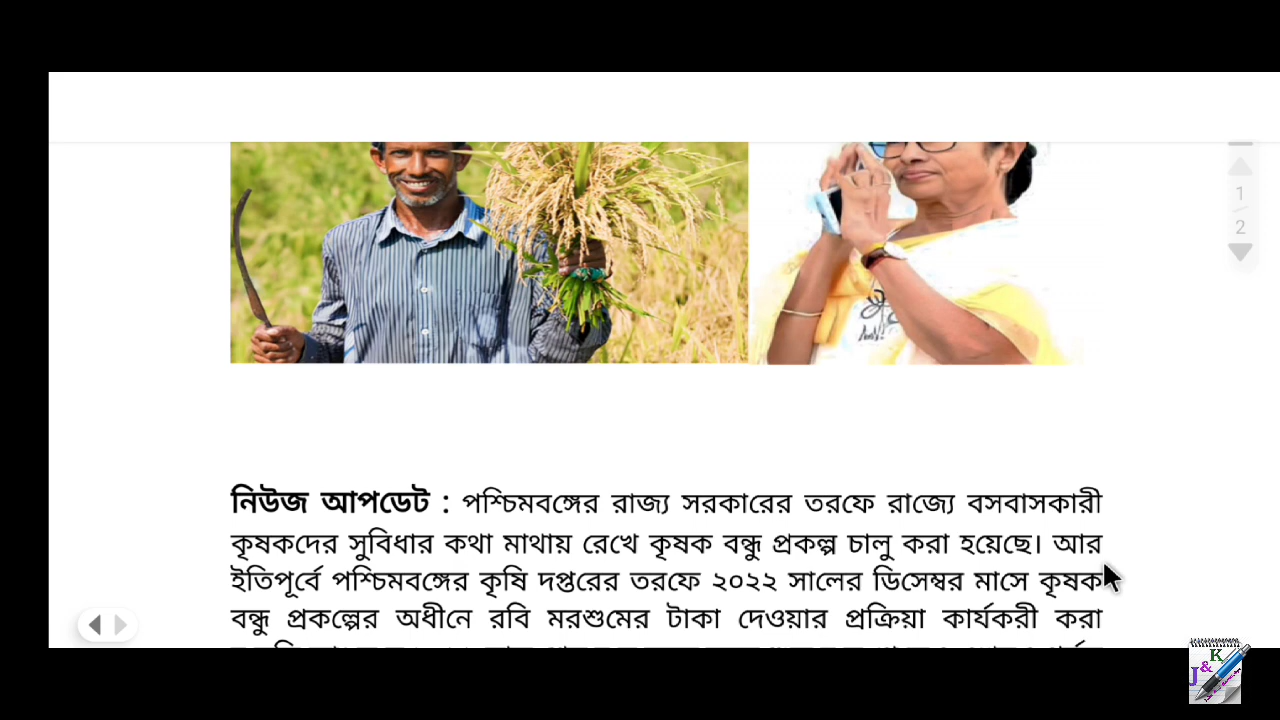 1
2
নিউজ আপডেট : পশ্চিমবঙ্গের রাজ্য সরকারের তরফে রাজ্যে বসবাসকারী
কৃষকদের সুবিধার কথা মাথায় রেখে কৃষক বন্ধু প্রকল্প চালু করা হয়েছে। আর
ইতিপূর্বে পশ্চিমবঙ্গের কৃষি দপ্তরের তরফে ২০২২ সালের ডিসেম্বর মাসে কৃষক
বন্ধু প্রকল্পের অধীনে রবি মরশুমের টাকা দেওয়ার প্রক্রিয়া কার্যকরী করা
J&K